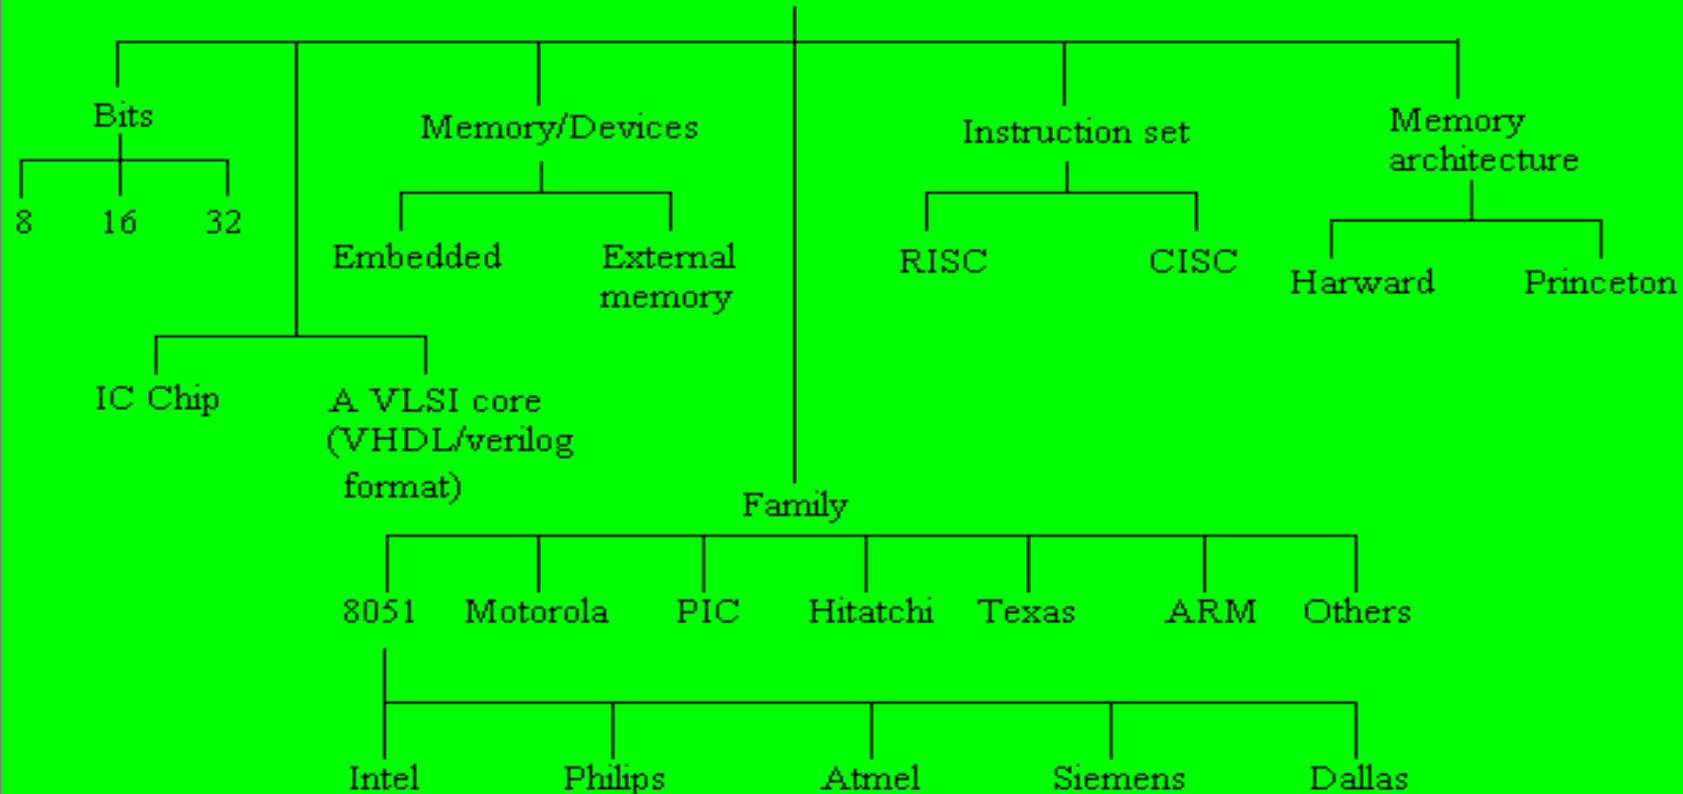 Bits
8 16 32
Memory/Devices
Embedded
External
memory
Instruction set
RISC CISC
Memory
architecture
Harward Princeton
IC Chip
A VLSI core
(VHDL/verilog
format)
Family
8051 Motorola PIC Hitatchi Texas ARM Others
Intel Philips Atmel Siemens Dallas